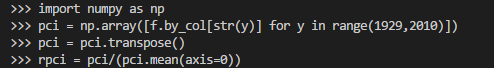 >>> import numpy as np
>>> pci = np.array([f.by_col[str(y)] for y in range(1929,2010)])
>>> pci = pci.transpose()
>>> rpci = pci/(pci.mean(axis=0))